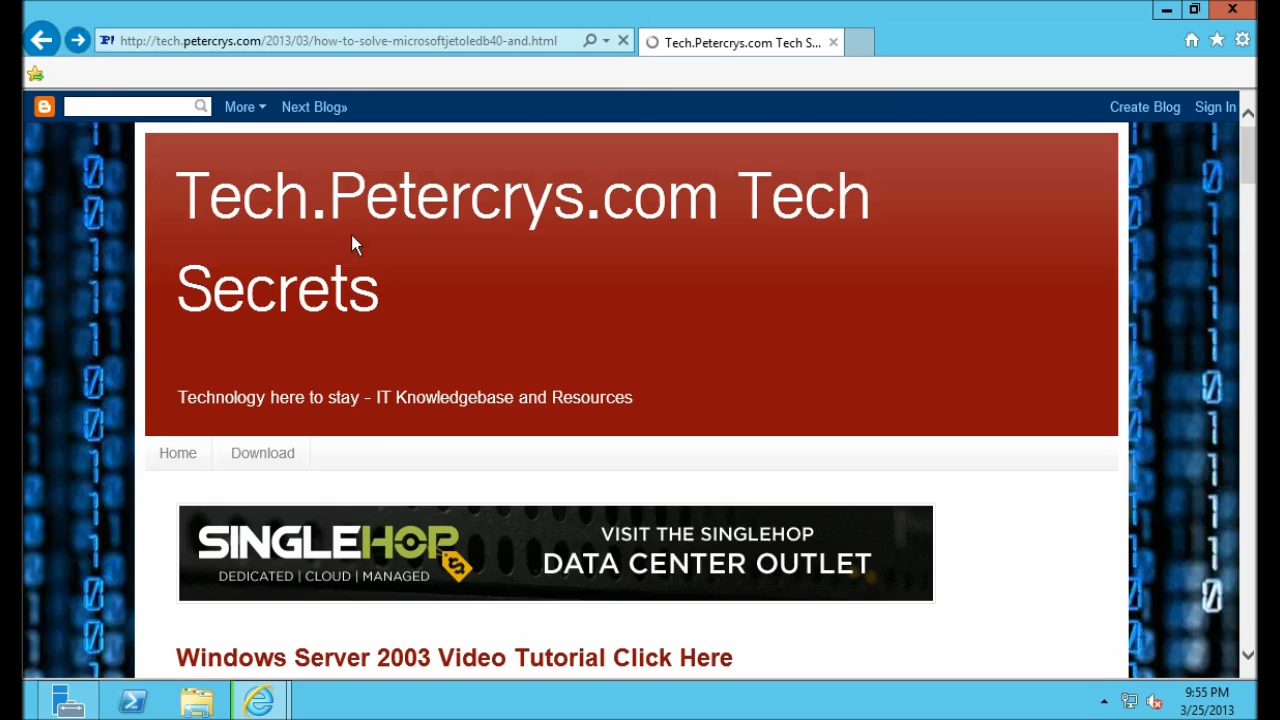 http://tech.petercrys.com/2013/03/how-to-solve-microsoftjetoledb40-and.html
Tech.Petercrys.com Tech S...
More
Next Blog»
Create Blog
Sign In
Tech.Petercrys.com Tech
Secrets
Technology here to stay - IT Knowledgebase and Resources
Home
Download
SINGLEHOP
DEDICATED | CLOUD | MANAGED
VISIT THE SINGLEHOP
DATA CENTER OUTLET
Windows Server 2003 Video Tutorial Click Here
9:55 PM
3/25/2013